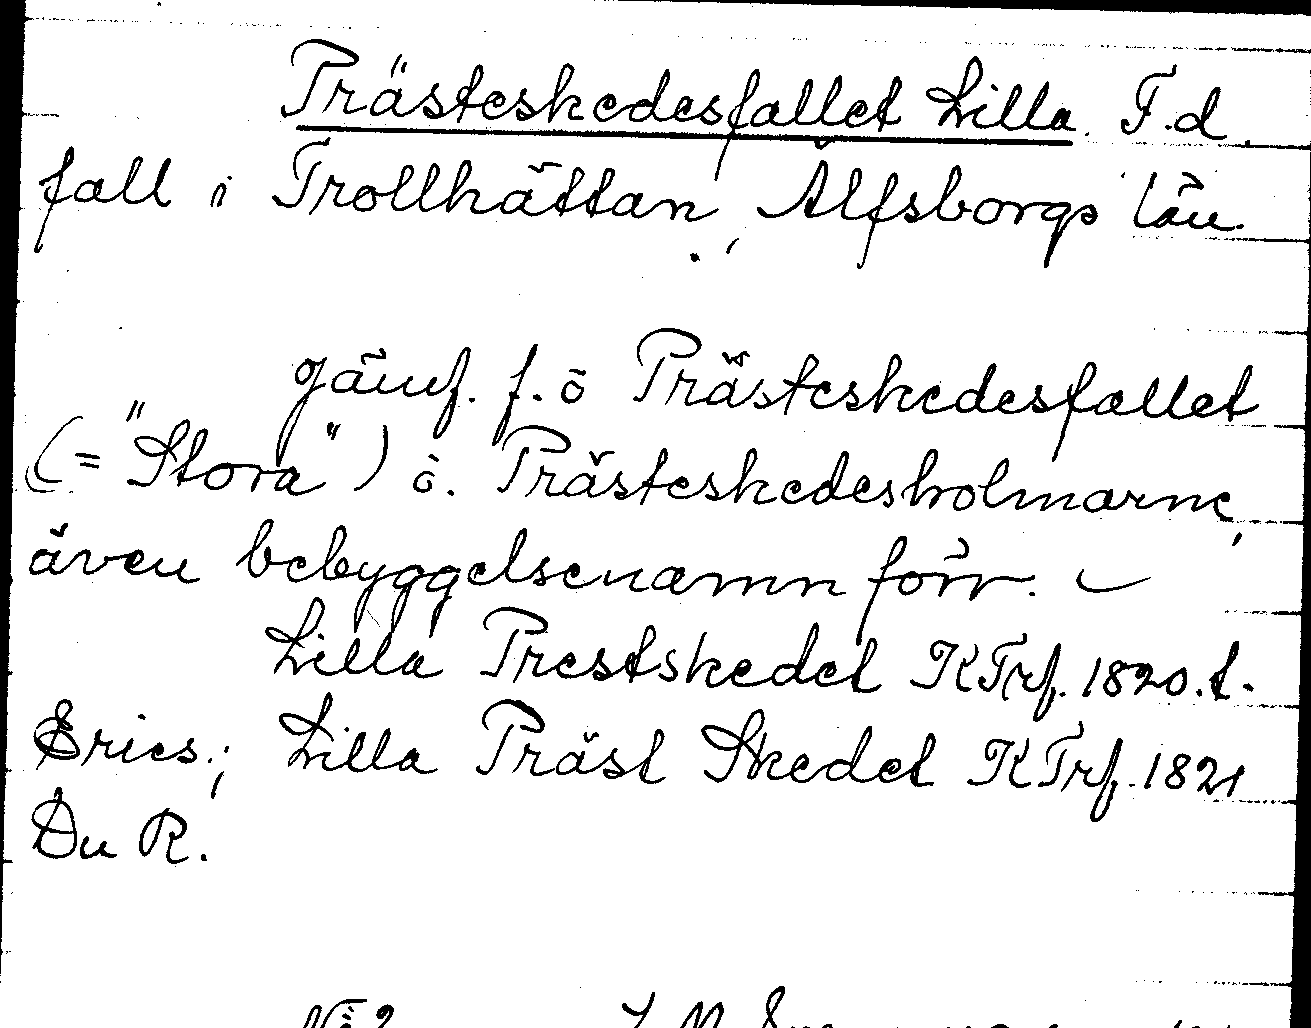 Prästeskedesfallet Lilla. F.d.
fall i Trollhättan, Älfsborgs län.
Jämf. f.ö Prästeskedesfallet
(= "Stora") o. Prästeskedesholmarne,
även bebyggelsenamn förr.
Lilla Prestskedet KTrf. 1820.t.
Erics.; Lilla Präst Skedet KTrf. 1821
Du R.